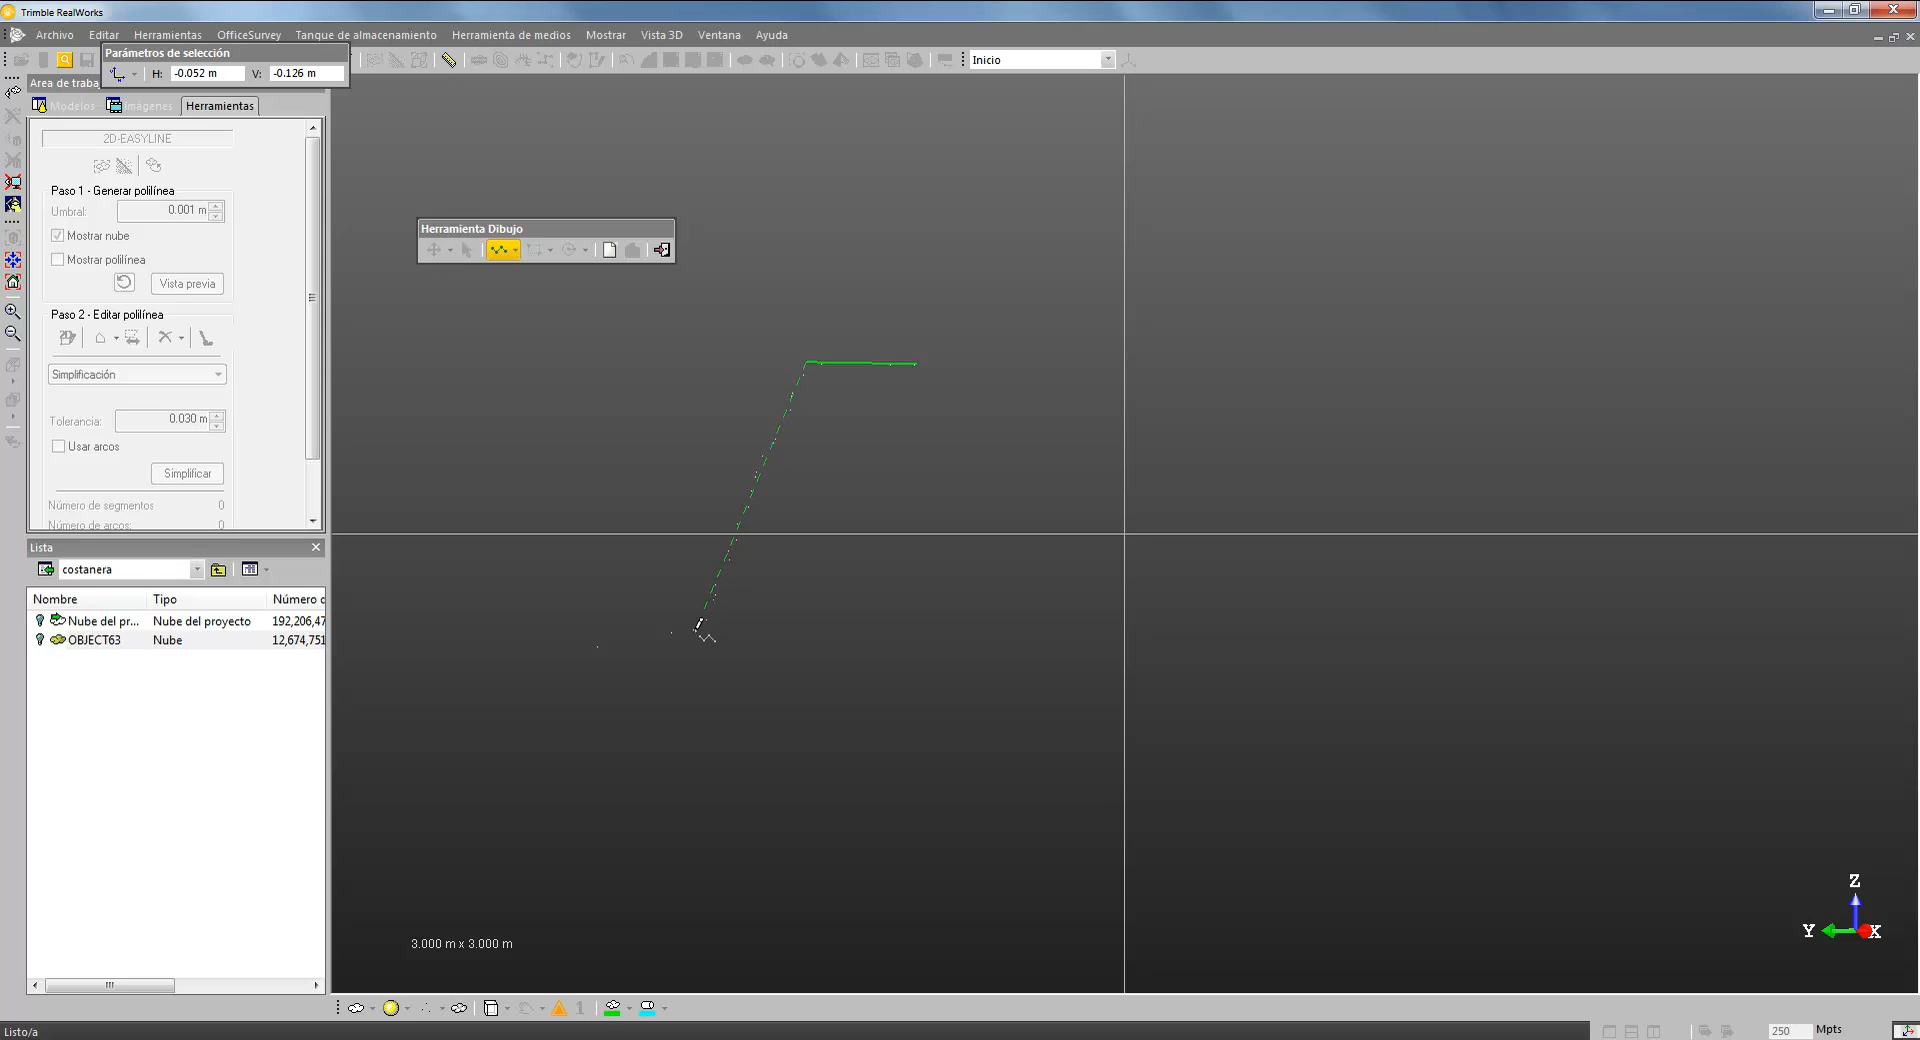 Trimble RealWorks
Archivo Editar Herramientas OfficeSurvey Tanque de almacenamiento Herramienta de medios Mostrar Vista 3D Ventana Ayuda
Parámetros de selección
H: -0.052 m V: -0.126 m
Inicio
Area de traba
Modelos Imágenes Herramientas
2D-EASYLINE
Paso 1 - Generar polilínea
Umbral: 0.001 m
Mostrar nube
Mostrar polilínea
Vista previa
Paso 2 - Editar polilínea
Simplificación
Tolerancia: 0.030 m
Usar arcos
Simplificar
Número de segmentos 0
Número de arcos: 0
Herramienta Dibujo
Lista
costanera
Nombre Tipo Número d
Nube del pr... Nube del proyecto 192,206,47
OBJECT63 Nube 12,674,751
3.000 m x 3.000 m
Z
Y X
1
Listo/a
250 Mpts